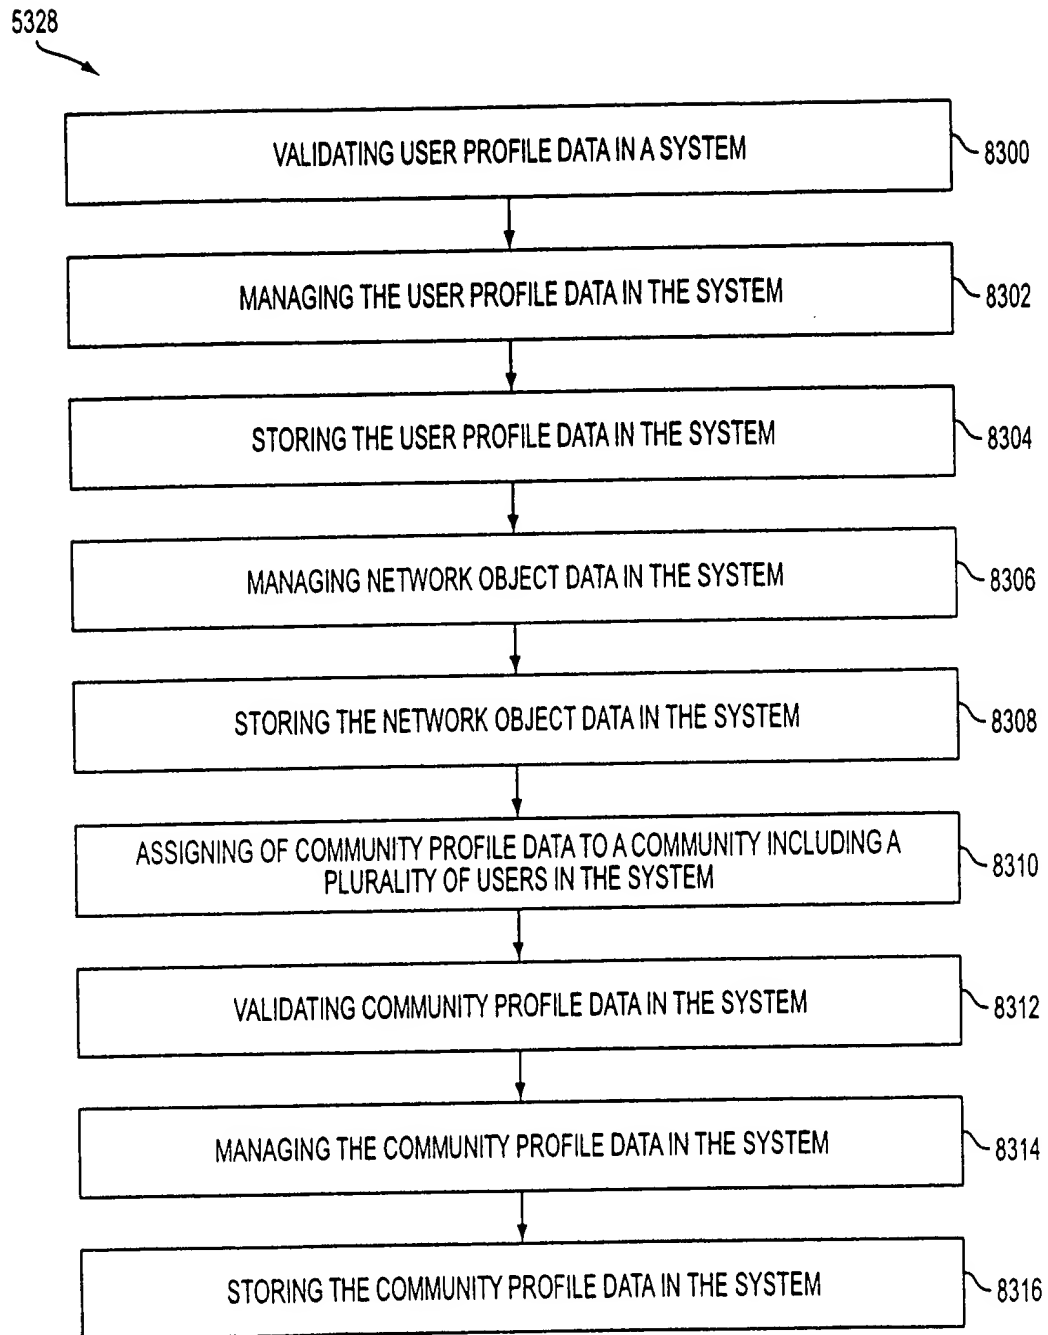 5328
VALIDATING USER PROFILE DATA IN A SYSTEM
8300
MANAGING THE USER PROFILE DATA IN THE SYSTEM
8302
STORING THE USER PROFILE DATA IN THE SYSTEM
8304
MANAGING NETWORK OBJECT DATA IN THE SYSTEM
8306
STORING THE NETWORK OBJECT DATA IN THE SYSTEM
8308
ASSIGNING OF COMMUNITY PROFILE DATA TO A COMMUNITY INCLUDING A
PLURALITY OF USERS IN THE SYSTEM
8310
VALIDATING COMMUNITY PROFILE DATA IN THE SYSTEM
8312
MANAGING THE COMMUNITY PROFILE DATA IN THE SYSTEM
8314
STORING THE COMMUNITY PROFILE DATA IN THE SYSTEM
8316